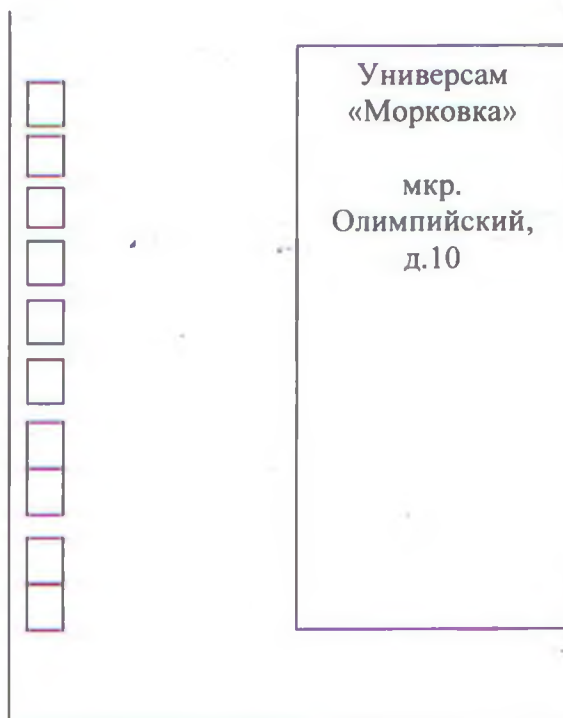 Универсам
«Морковка»
мкр.
Олимпийский,
д.10